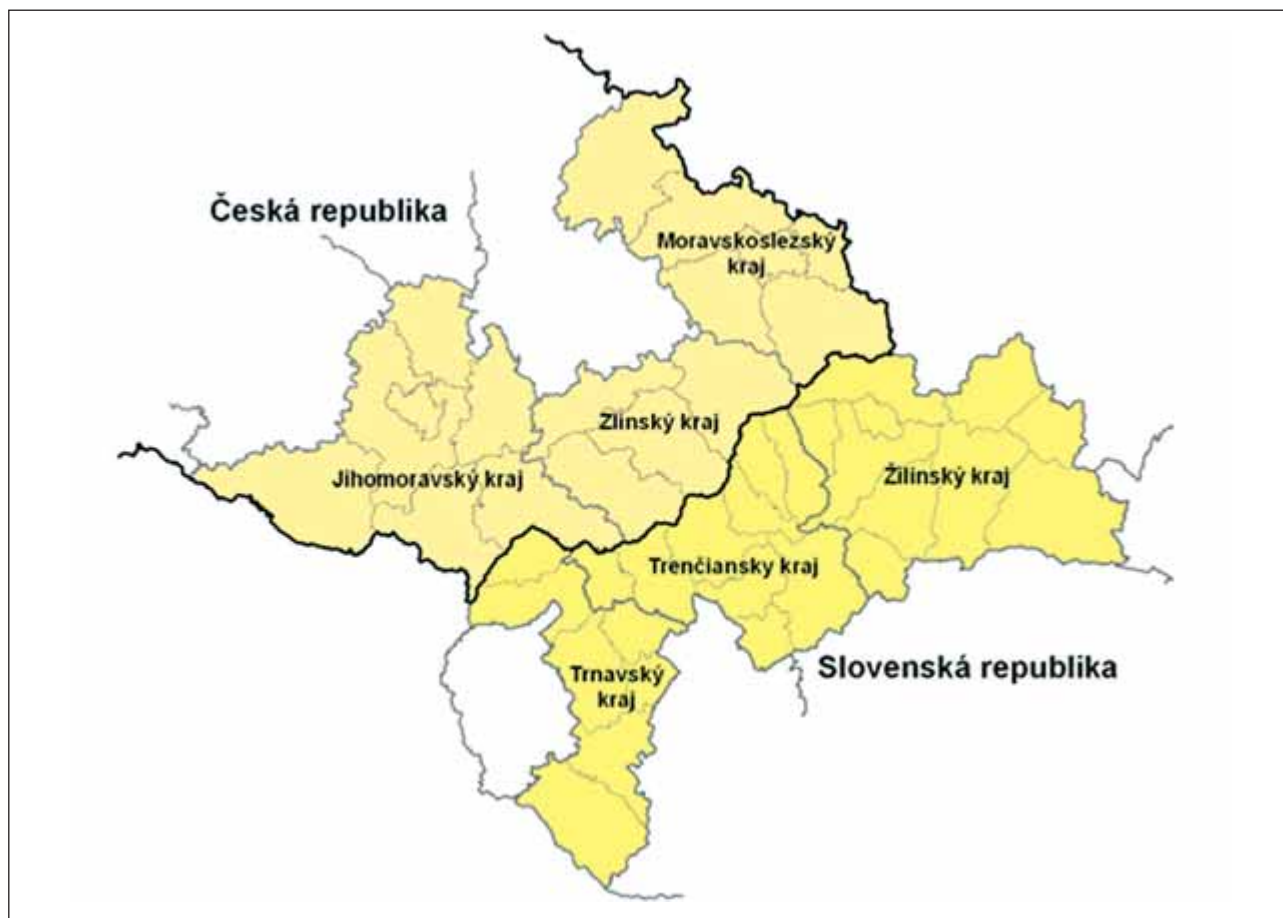 Česká republika
Moravskoslezský
kraj
Zlínský kraj
Jihomoravský kraj
Žilinský kraj
Trenčiansky kraj
Slovenská republika
Trnavský
kraj